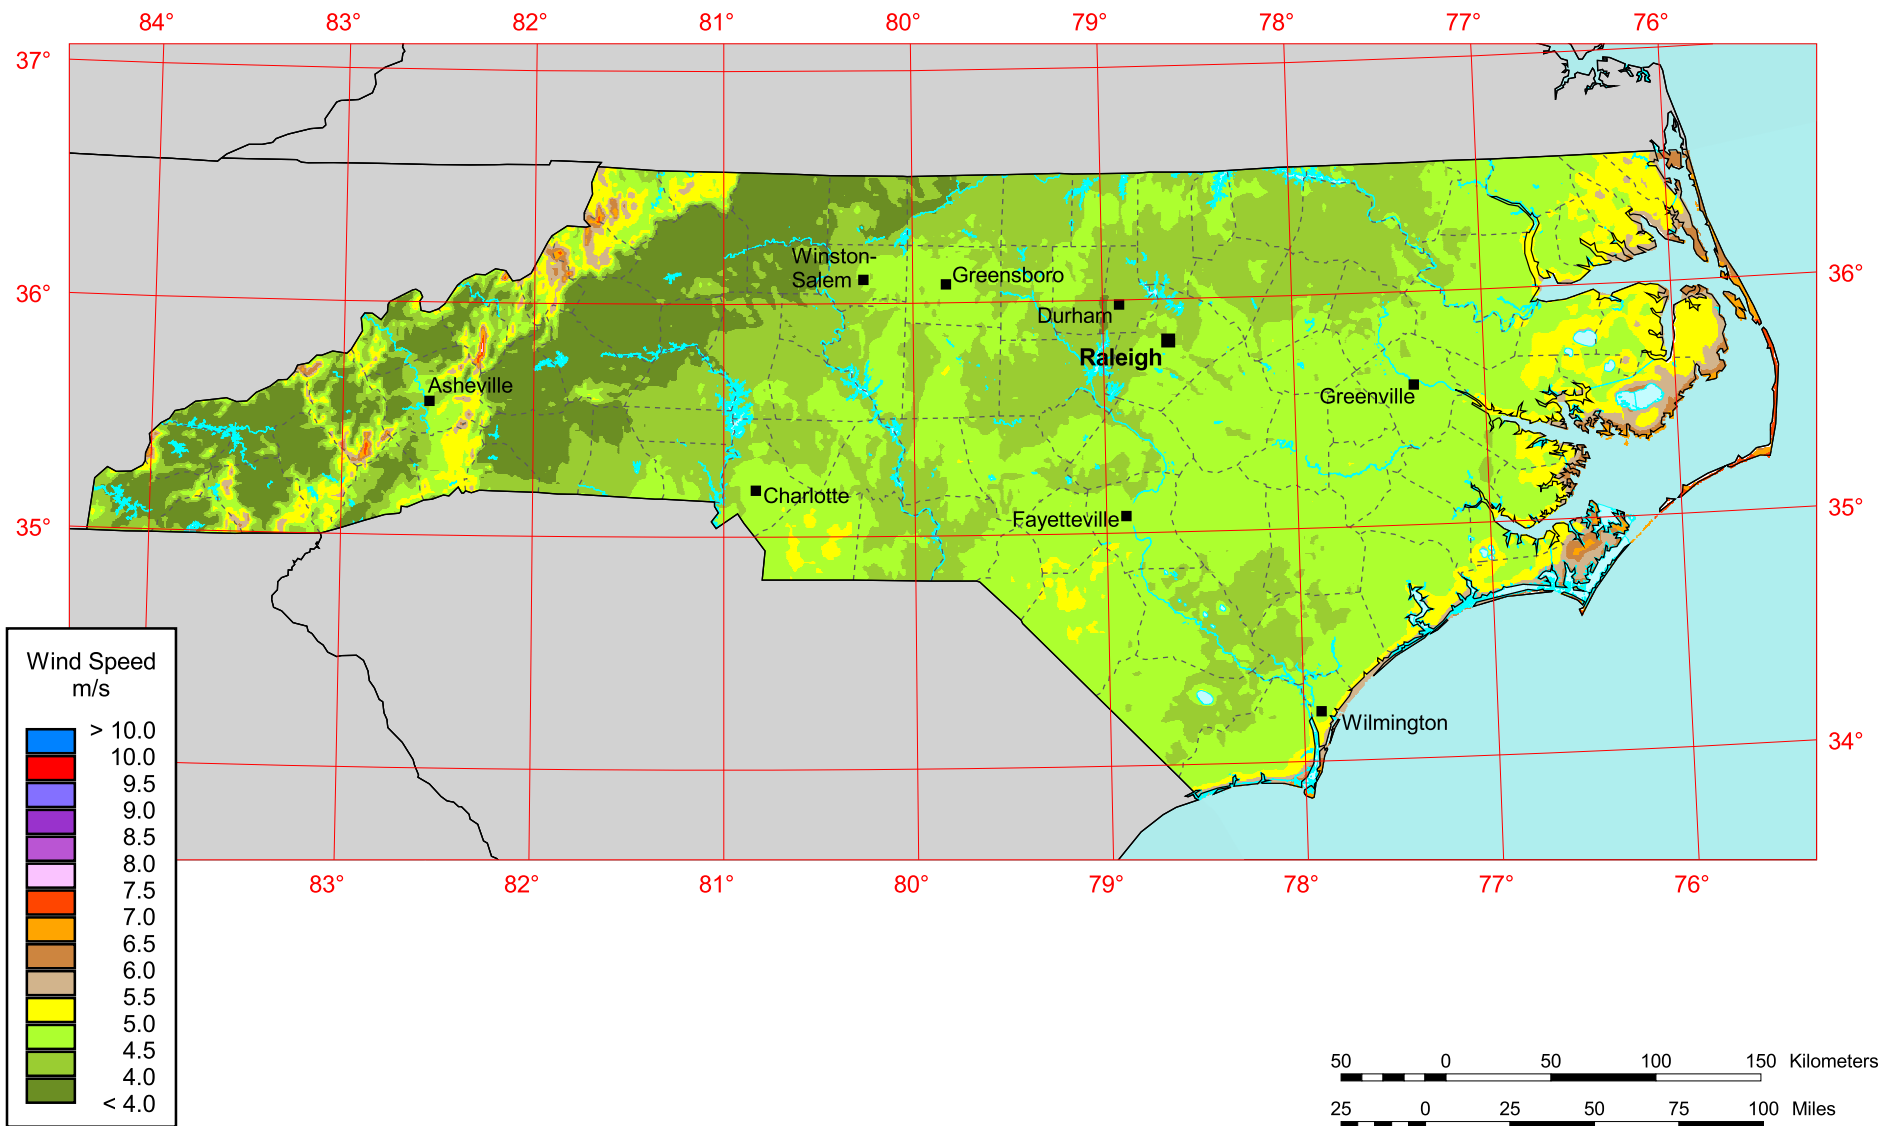 84° 83° 82° 81° 80° 79° 78° 77° 76°
37°
36°
35°
36°
35°
34°
Winston-
Salem
Greensboro
Durham
Raleigh
Asheville
Greenville
Charlotte
Fayetteville
Wilmington
83° 82° 81° 80° 79° 78° 77° 76°
Wind Speed
m/s
> 10.0
10.0
9.5
9.0
8.5
8.0
7.5
7.0
6.5
6.0
5.5
5.0
4.5
4.0
< 4.0
50 0 50 100 150 Kilometers
25 0 25 50 75 100 Miles